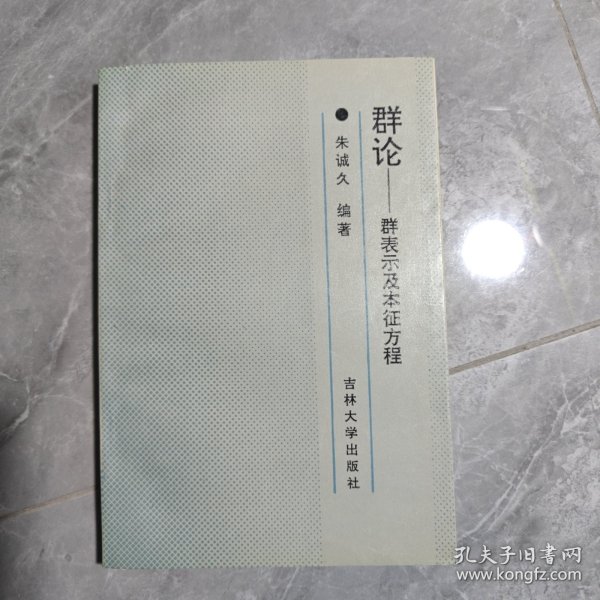 群论——群表示及本征方程
朱诚久 编著
吉林大学出版社
孔夫子旧书网
www.kongfz.com